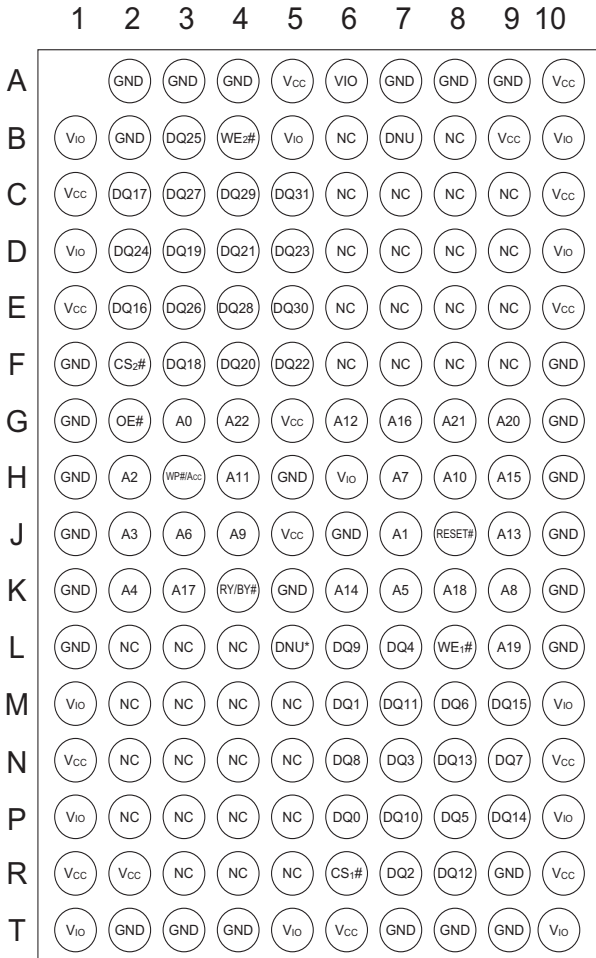 1 2 3 4 5 6 7 8 9 10
A GND GND GND VCC VIO GND GND GND VCC
B VIO GND DQ25 WE2# VIO NC DNU NC VCC VIO
C VCC DQ17 DQ27 DQ29 DQ31 NC NC NC NC VCC
D VIO DQ24 DQ19 DQ21 DQ23 NC NC NC NC VIO
E VCC DQ16 DQ26 DQ28 DQ30 NC NC NC NC VCC
F GND CS2# DQ18 DQ20 DQ22 NC NC NC NC GND
G GND OE# A0 A22 VCC A12 A16 A21 A20 GND
H GND A2 WP#/ACC A11 GND VIO A7 A10 A15 GND
J GND A3 A6 A9 VCC GND A1 RESET# A13 GND
K GND A4 A17 RY/BY# GND A14 A5 A18 A8 GND
L GND NC NC NC DNU* DQ9 DQ4 WE1# A19 GND
M VIO NC NC NC NC DQ1 DQ11 DQ6 DQ15 VIO
N VCC NC NC NC NC DQ8 DQ3 DQ13 DQ7 VCC
P VIO NC NC NC NC DQ0 DQ10 DQ5 DQ14 VIO
R VCC VCC NC NC NC CS1# DQ2 DQ12 GND VCC
T VIO GND GND GND VIO VCC GND GND GND VIO